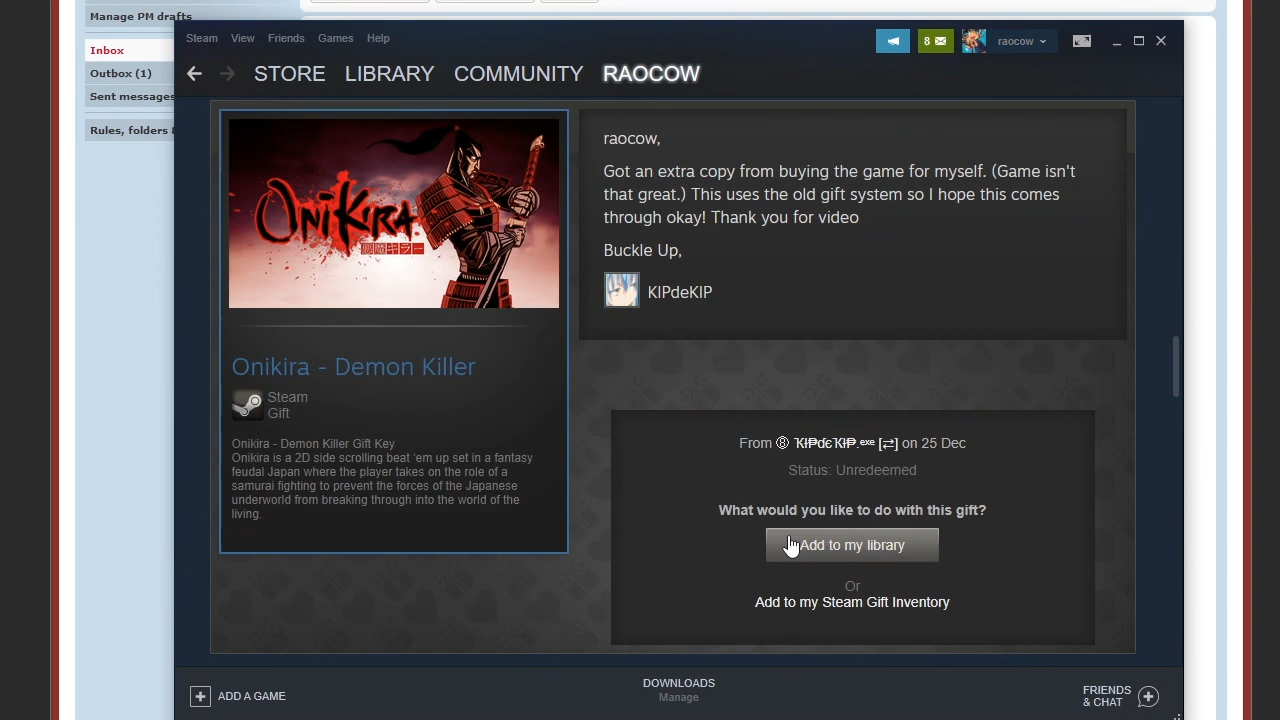 Manage PM drafts
Inbox
Outbox (1)
Sent messages
Rules, folders &
Steam View Friends Games Help
8
raocow
STORE LIBRARY COMMUNITY RAOCOW
ONIKIRA
キラー
Onikira - Demon Killer
Steam
Gift
Onikira - Demon Killer Gift Key
Onikira is a 2D side scrolling beat 'em up set in a fantasy
feudal Japan where the player takes on the role of a
samurai fighting to prevent the forces of the Japanese
underworld from breaking through into the world of the
living.
raocow,
Got an extra copy from buying the game for myself. (Game isn't
that great.) This uses the old gift system so I hope this comes
through okay! Thank you for video
Buckle Up,
KIPdeKIP
From ⑧ ҠƗ₱ԁєҠƗ₱.ᵉˣᵉ [⇄] on 25 Dec
Status: Unredeemed
What would you like to do with this gift?
Add to my library
Or
Add to my Steam Gift Inventory
ADD A GAME
DOWNLOADS
Manage
FRIENDS
& CHAT